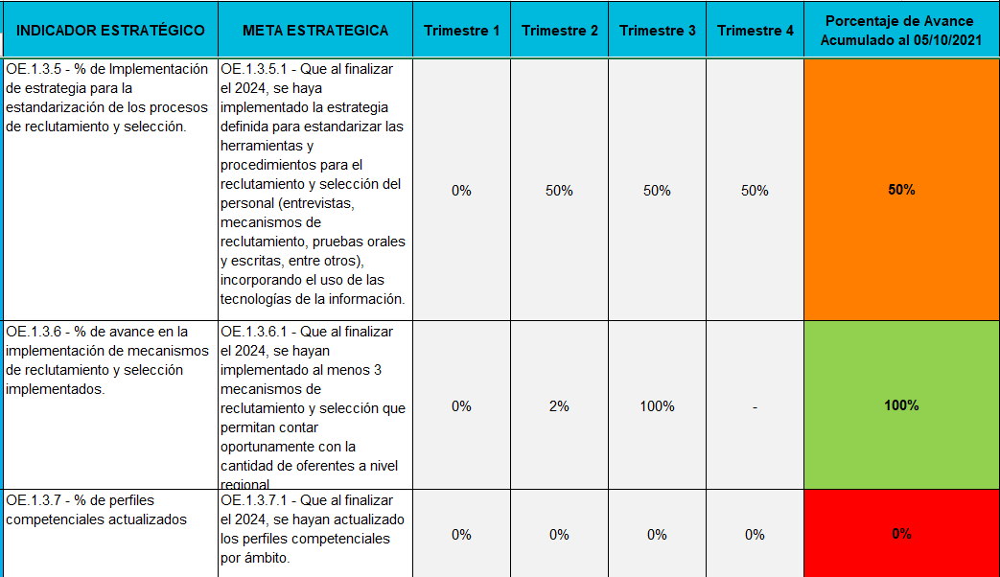 INDICADOR ESTRATÉGICO
META ESTRATEGICA
Trimestre 1
Trimestre 2
Trimestre 3
Trimestre 4
Porcentaje de Avance
Acumulado al 05/10/2021
OE.1.3.5 - % de Implementación
de estrategia para la
estandarización de los procesos
de reclutamiento y selección.
OE.1.3.5.1 - Que al finalizar
el 2024, se haya
implementado la estrategia
definida para estandarizar las
herramientas y
procedimientos para el
reclutamiento y selección del
personal (entrevistas,
mecanismos de
reclutamiento, pruebas orales
y escritas, entre otros),
incorporando el uso de las
tecnologías de la información.
0%
50%
50%
50%
50%
OE.1.3.6 - % de avance en la
implementación de mecanismos
de reclutamiento y selección
implementados.
OE.1.3.6.1 - Que al finalizar
el 2024, se hayan
implementado al menos 3
mecanismos de
reclutamiento y selección que
permitan contar
oportunamente con la
cantidad de oferentes a nivel
regional
0%
2%
100%
-
100%
OE.1.3.7 - % de perfiles
competenciales actualizados
OE.1.3.7.1 - Que al finalizar
el 2024, se hayan actualizado
los perfiles competenciales
por ámbito.
0%
0%
0%
0%
0%